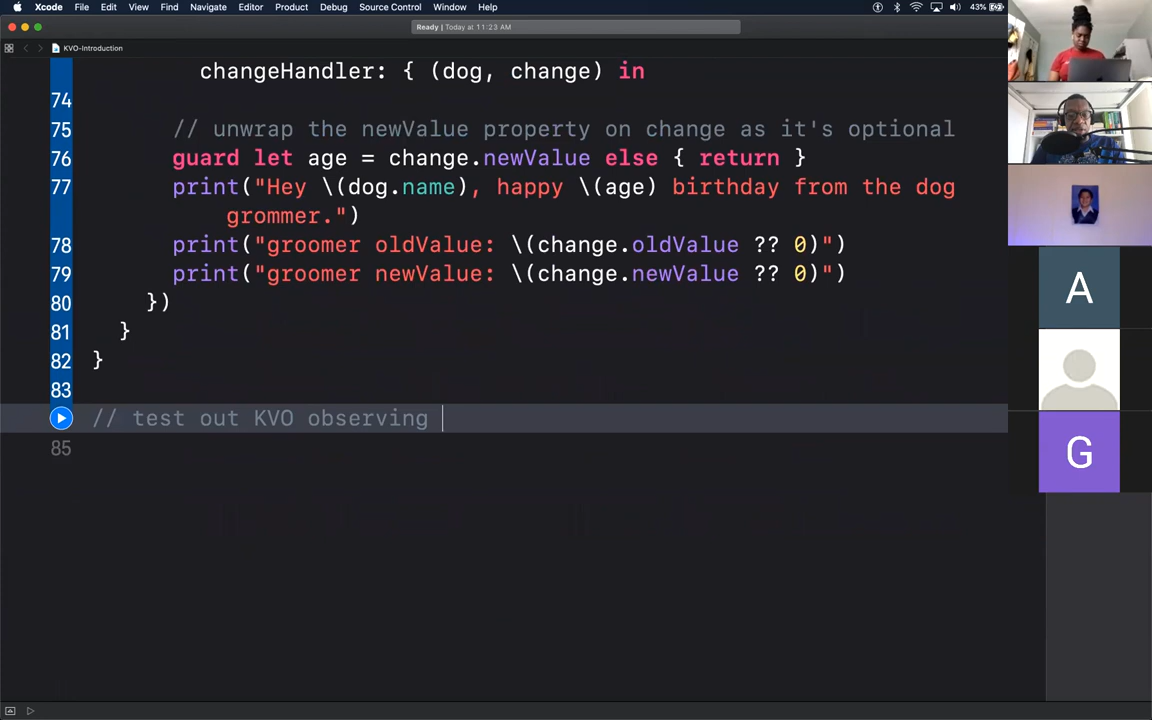 Xcode File Edit View Find Navigate Editor Product Debug Source Control Window Help 43%
Ready | Today at 11:23 AM
KVO-Introduction
changeHandler: { (dog, change) in
74
75 // unwrap the newValue property on change as it's optional
76 guard let age = change.newValue else { return }
77 print("Hey \(dog.name), happy \(age) birthday from the dog
grommer.")
78 print("groomer oldValue: \(change.oldValue ?? 0)")
79 print("groomer newValue: \(change.newValue ?? 0)")
80 })
81 }
82 }
83
// test out KVO observing
85
A
G